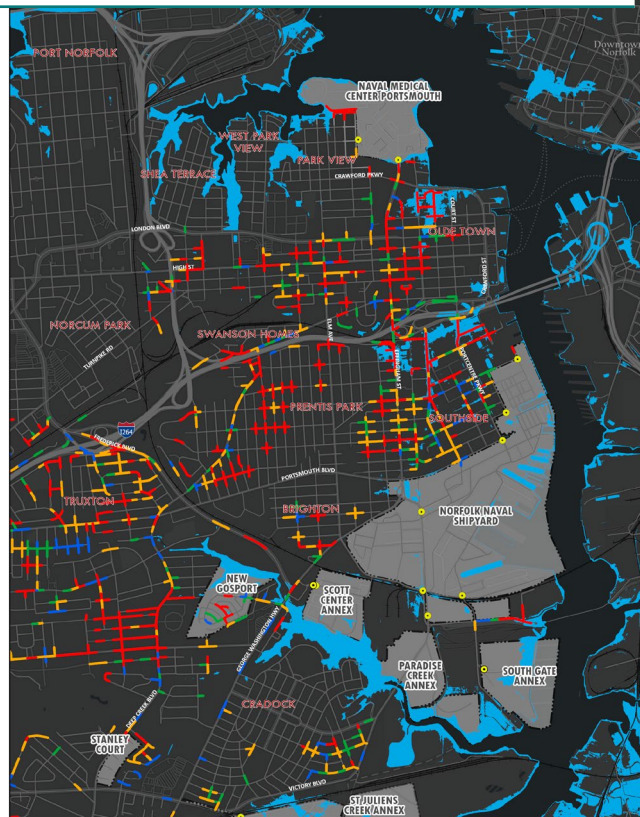 PORT NORFOLK
Downtown
Norfolk
NAVAL MEDICAL
CENTER PORTSMOUTH
WEST PARK
VIEW
PARK VIEW
SHEA TERRACE
CRAWFORD PKWY
COURT ST
LONDON BLVD
OLDE TOWN
HIGH ST
CRAWFORD ST
NORCUM PARK
SWANSON HOMES
ELM AVE
TURNPIKE RD
EFFINGHAM ST
PORTCENTRE PKWY
PRENTIS PARK
SOUTHSIDE
I264
FREDERICK BLVD
PORTSMOUTH BLVD
TRUXTON
BRIGHTON
NORFOLK NAVAL
SHIPYARD
NEW
GOSPORT
SCOTT
CENTER
ANNEX
GEORGE WASHINGTON HWY
PARADISE
CREEK
ANNEX
SOUTH GATE
ANNEX
DEEP CREEK BLVD
CRADOCK
STANLEY
COURT
VICTORY BLVD
ST JULIENS
CREEK ANNEX